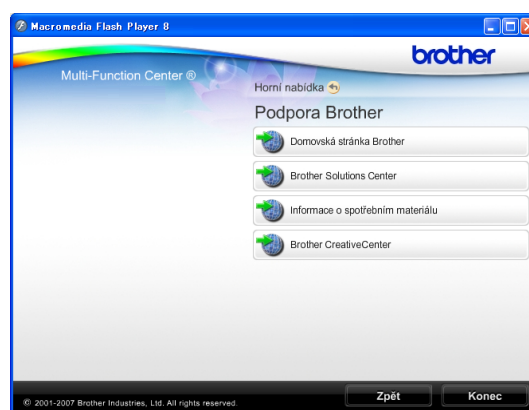 Macromedia Flash Player 8
brother
Multi-Function Center ®
Horní nabídka
Podpora Brother
Domovská stránka Brother
Brother Solutions Center
Informace o spotřebním materiálu
Brother CreativeCenter
Zpět
Konec
© 2001-2007 Brother Industries, Ltd. All rights reserved.